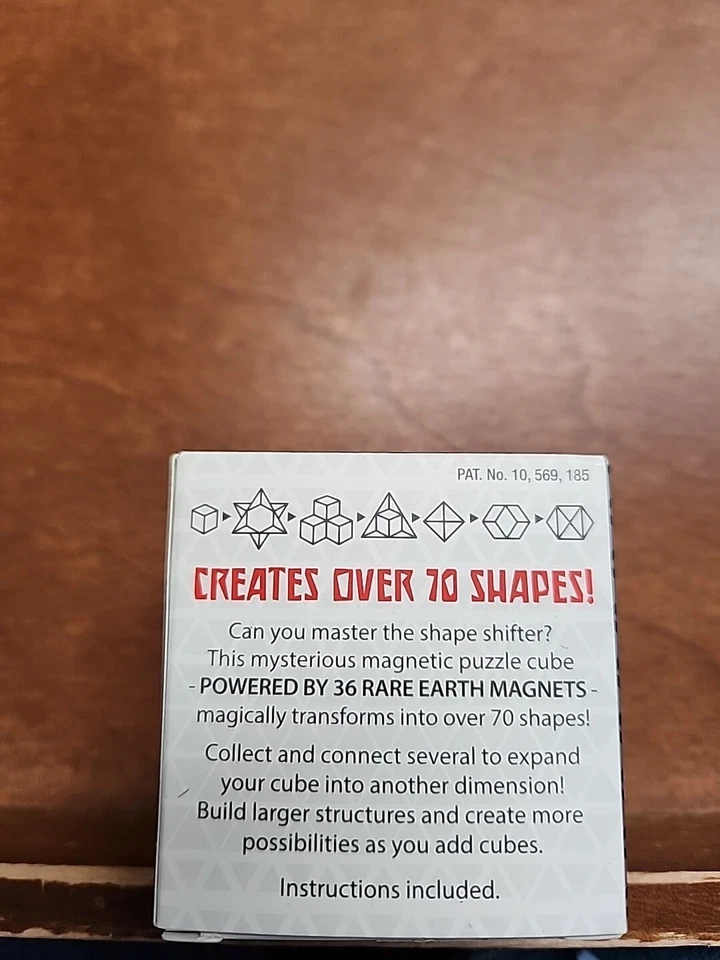 PAT. No. 10, 569, 185
CREATES OVER 70 SHAPES!
Can you master the shape shifter?
This mysterious magnetic puzzle cube
- POWERED BY 36 RARE EARTH MAGNETS -
magically transforms into over 70 shapes!
Collect and connect several to expand
your cube into another dimension!
Build larger structures and create more
possibilities as you add cubes.
Instructions included.